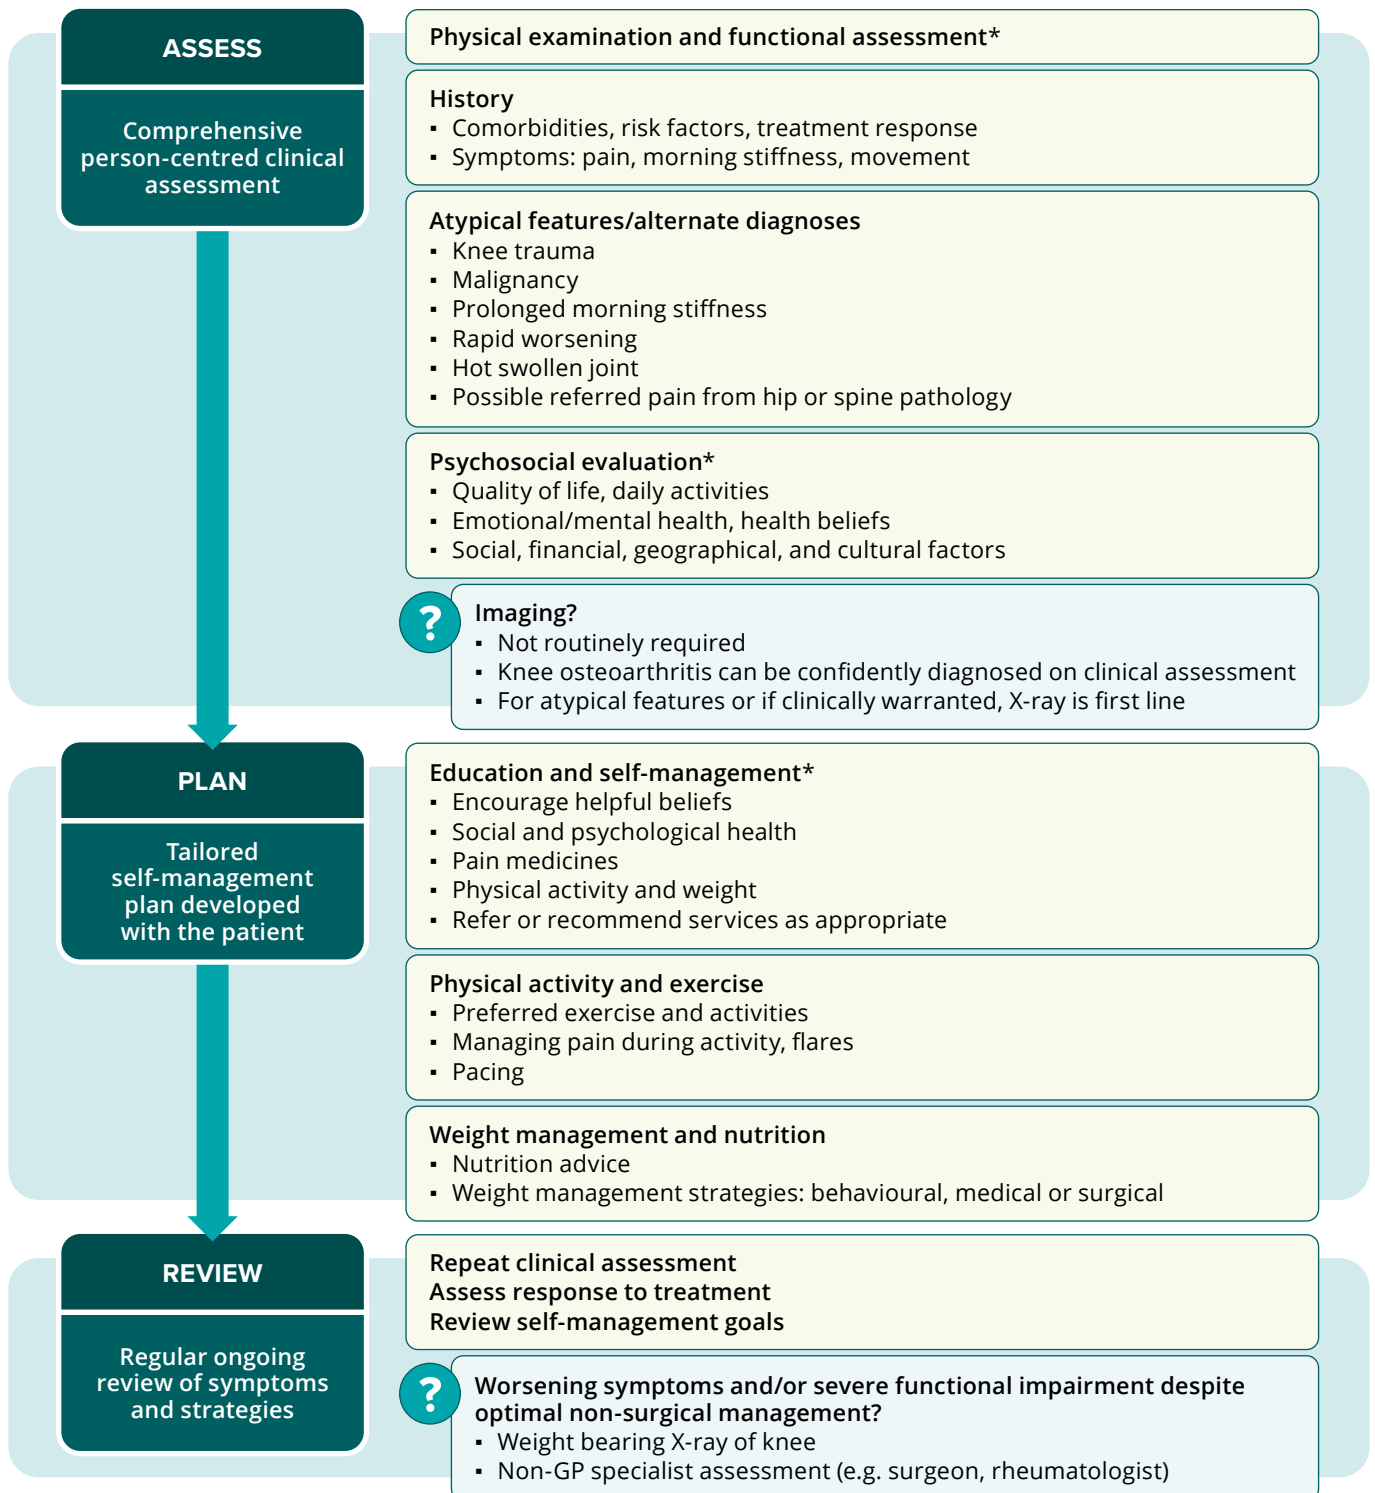 ASSESS
Comprehensive
person-centred clinical
assessment
Physical examination and functional assessment*
History
▪ Comorbidities, risk factors, treatment response
▪ Symptoms: pain, morning stiffness, movement
Atypical features/alternate diagnoses
▪ Knee trauma
▪ Malignancy
▪ Prolonged morning stiffness
▪ Rapid worsening
▪ Hot swollen joint
▪ Possible referred pain from hip or spine pathology
Psychosocial evaluation*
▪ Quality of life, daily activities
▪ Emotional/mental health, health beliefs
▪ Social, financial, geographical, and cultural factors
?
Imaging?
▪ Not routinely required
▪ Knee osteoarthritis can be confidently diagnosed on clinical assessment
▪ For atypical features or if clinically warranted, X-ray is first line
PLAN
Tailored
self-management
plan developed
with the patient
Education and self-management*
▪ Encourage helpful beliefs
▪ Social and psychological health
▪ Pain medicines
▪ Physical activity and weight
▪ Refer or recommend services as appropriate
Physical activity and exercise
▪ Preferred exercise and activities
▪ Managing pain during activity, flares
▪ Pacing
Weight management and nutrition
▪ Nutrition advice
▪ Weight management strategies: behavioural, medical or surgical
REVIEW
Regular ongoing
review of symptoms
and strategies
Repeat clinical assessment
Assess response to treatment
Review self-management goals
?
Worsening symptoms and/or severe functional impairment despite
optimal non-surgical management?
▪ Weight bearing X-ray of knee
▪ Non-GP specialist assessment (e.g. surgeon, rheumatologist)